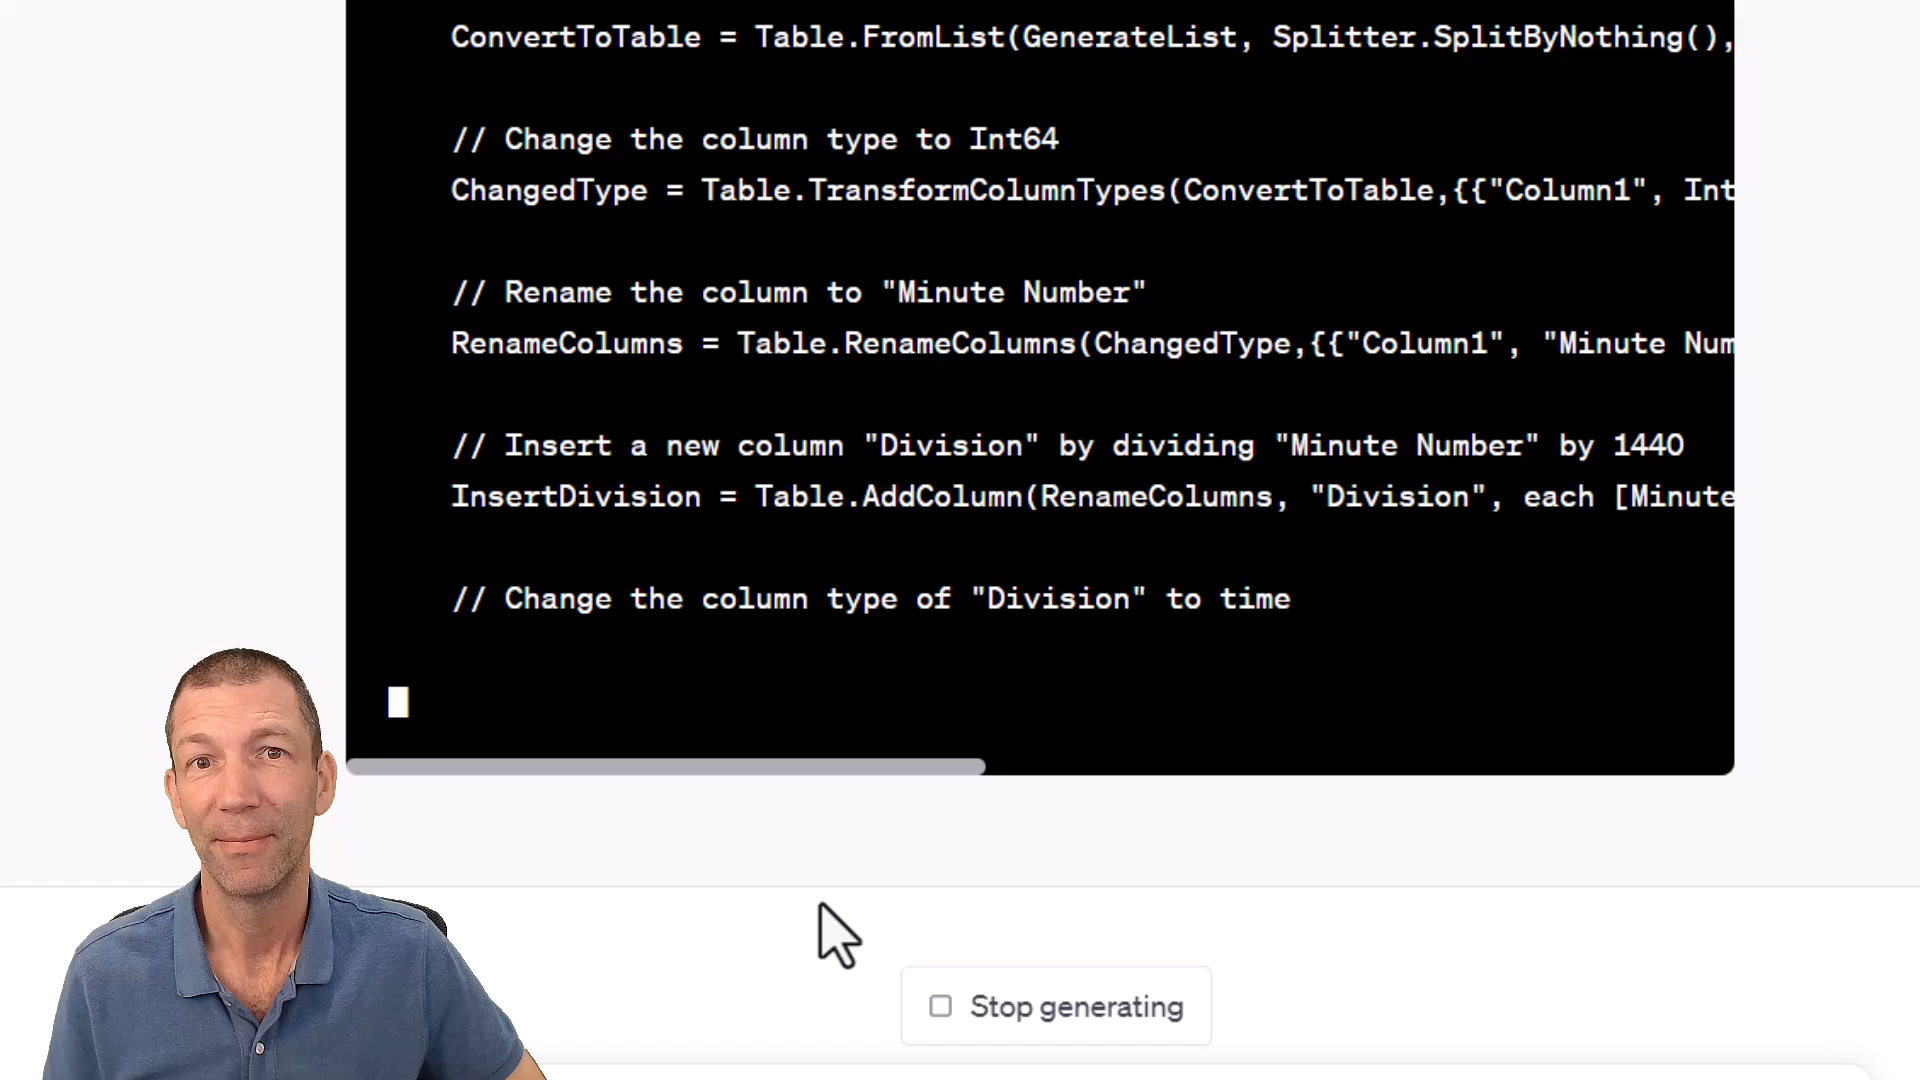 ConvertToTable = Table.FromList(GenerateList, Splitter.SplitByNothing(),
// Change the column type to Int64
ChangedType = Table.TransformColumnTypes(ConvertToTable,{{"Column1", Int
// Rename the column to "Minute Number"
RenameColumns = Table.RenameColumns(ChangedType,{{"Column1", "Minute Num
// Insert a new column "Division" by dividing "Minute Number" by 1440
InsertDivision = Table.AddColumn(RenameColumns, "Division", each [Minute
// Change the column type of "Division" to time
Stop generating